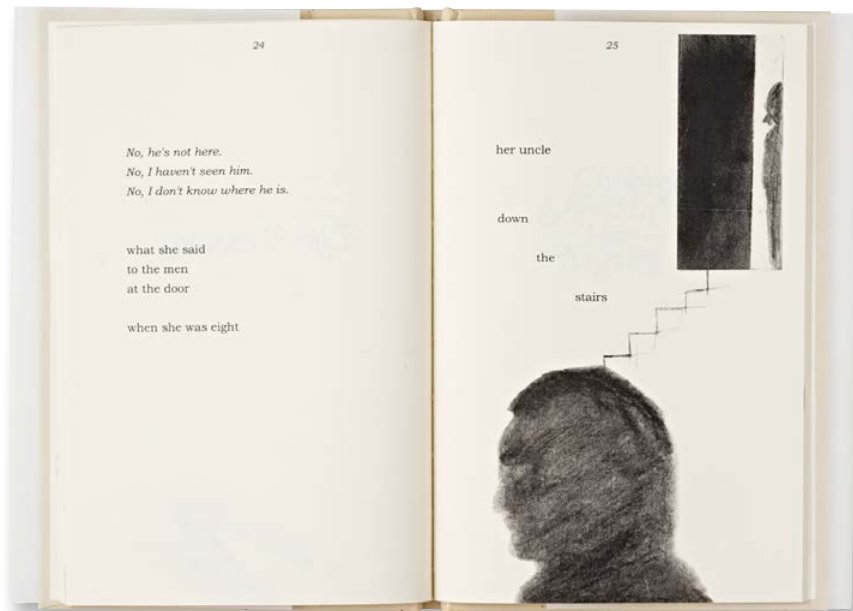 24
No, he's not here.
No, I haven't seen him.
No, I don't know where he is.
what she said
to the men
at the door
when she was eight
25
her uncle
down
the
stairs